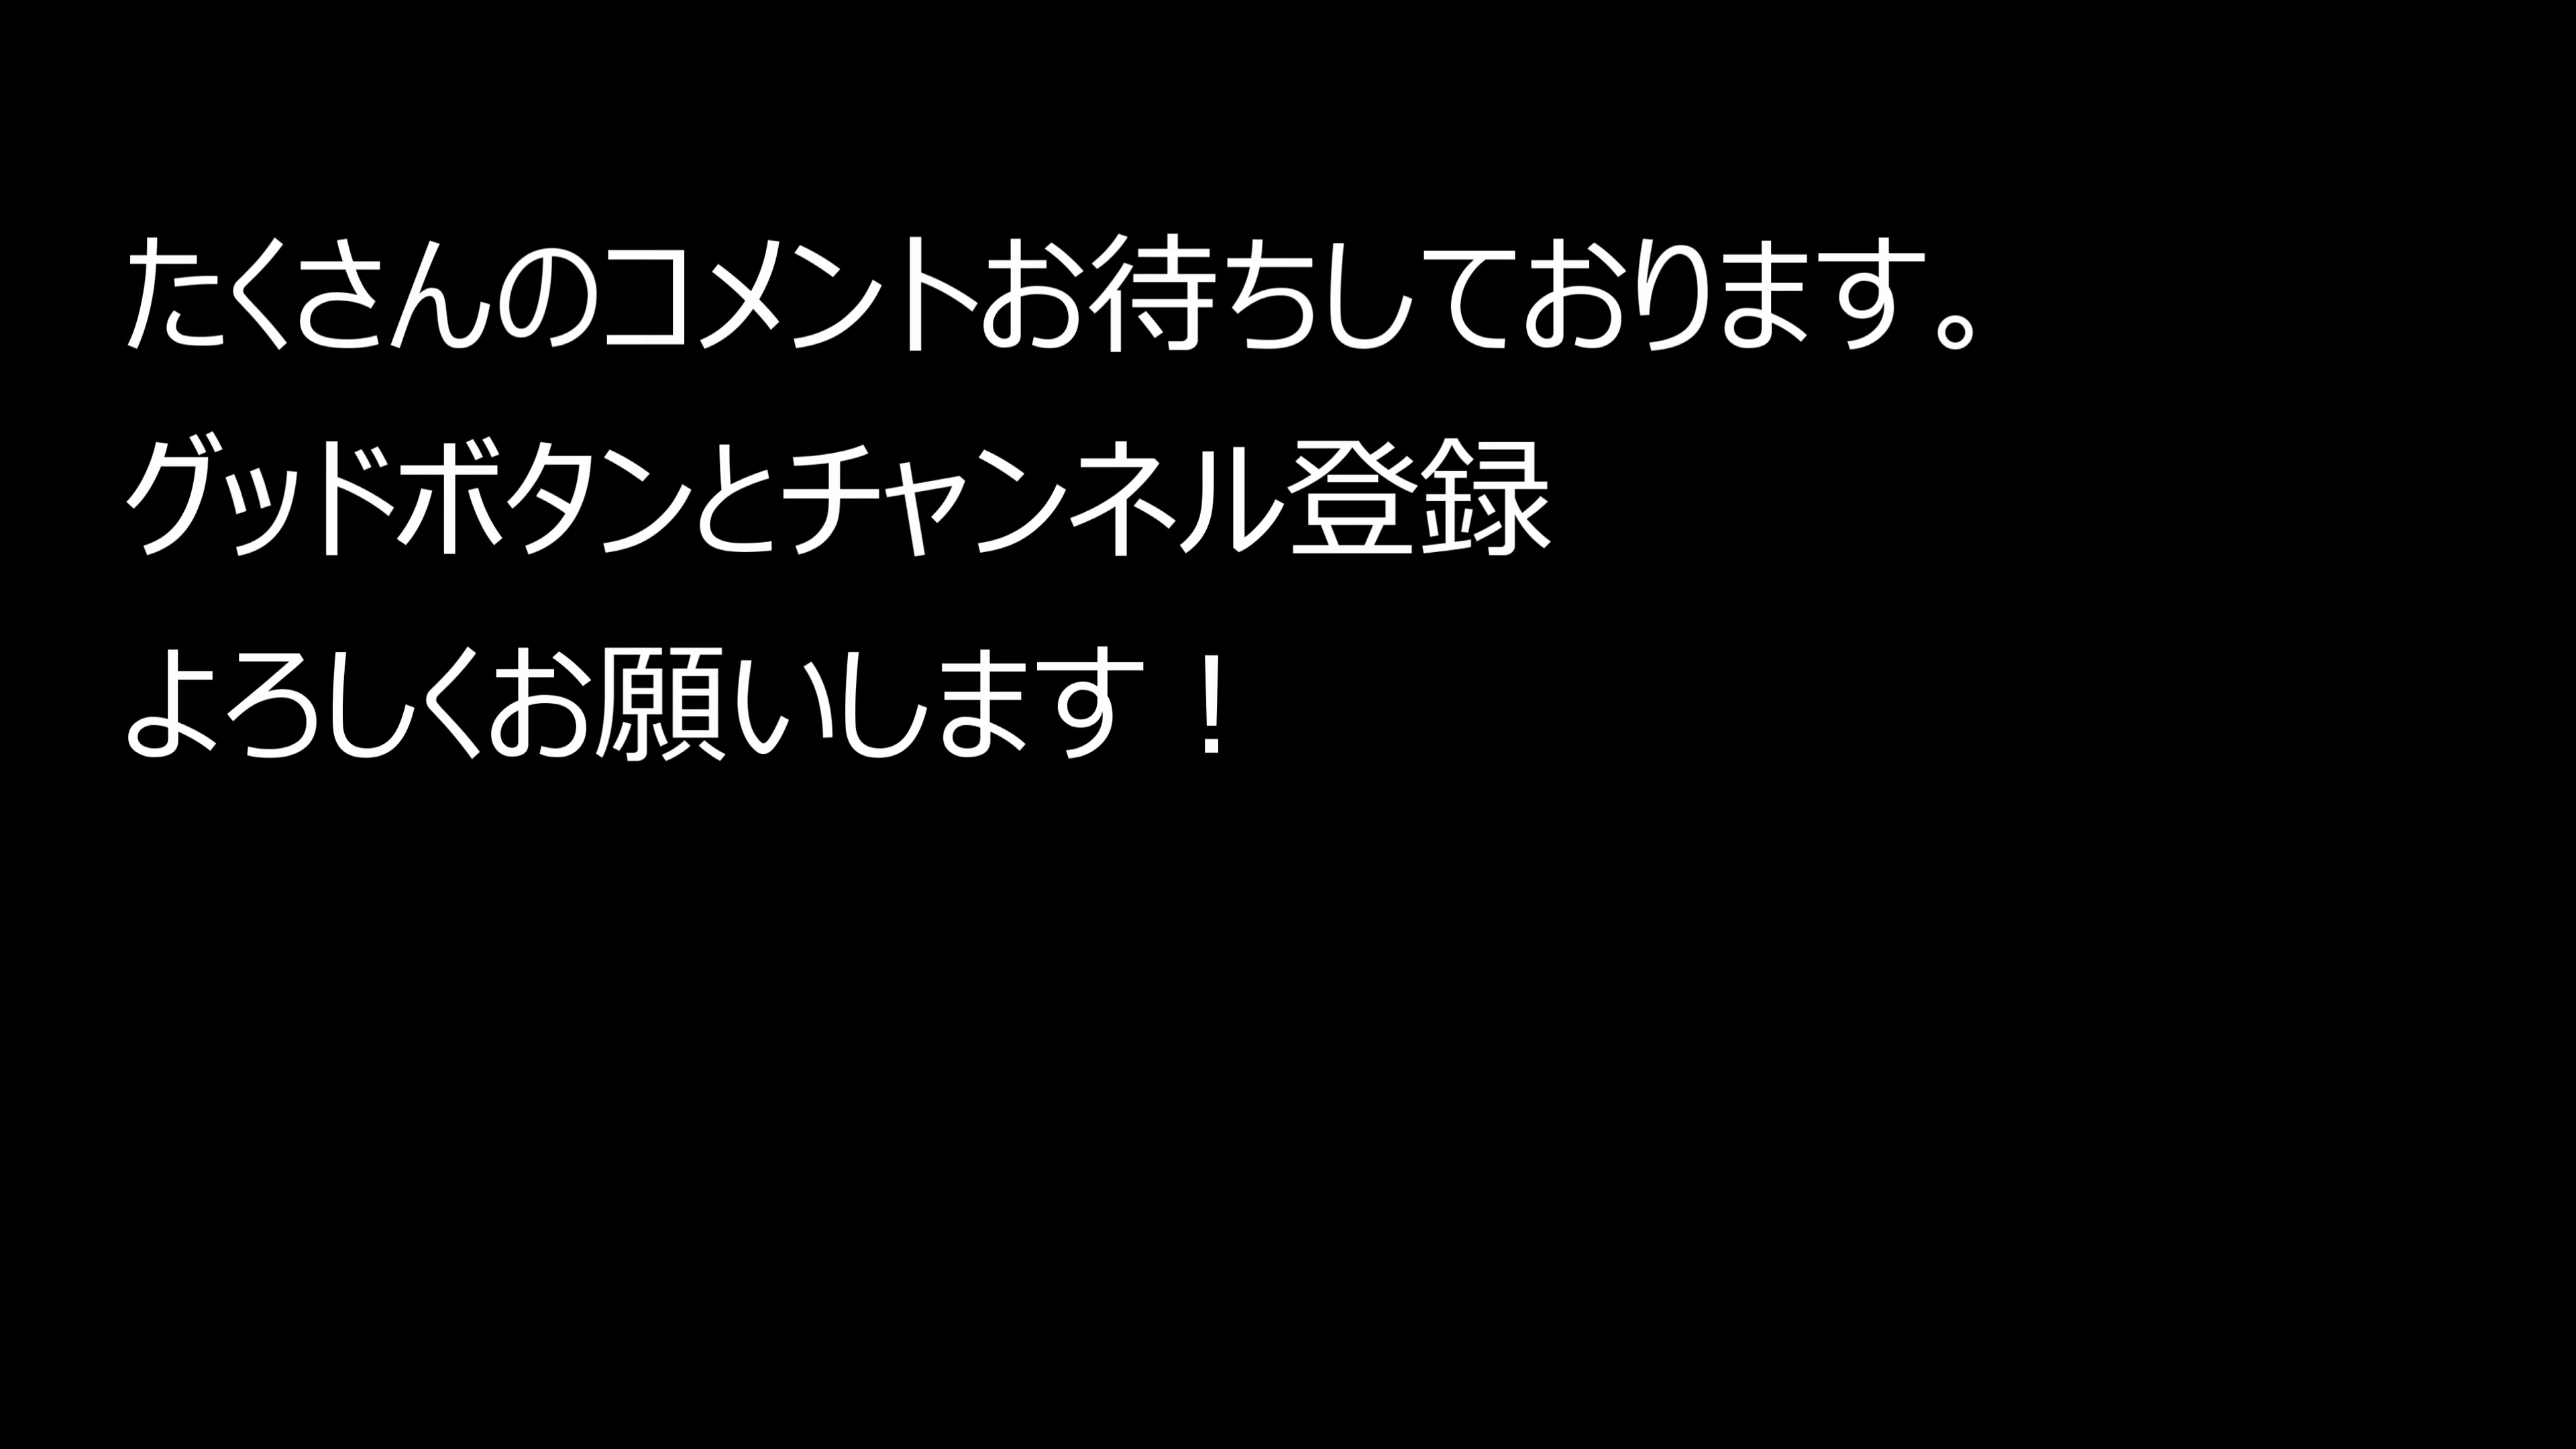 たくさんのコメントお待ちしております。
グッドボタンとチャンネル登録
よろしくお願いします！